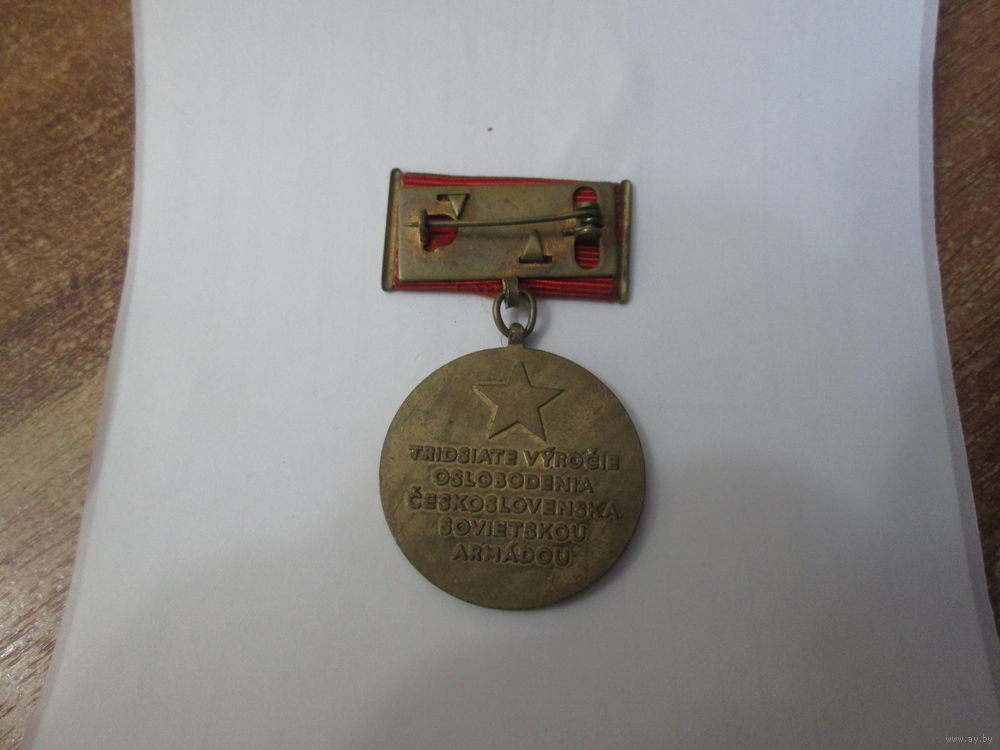 TRIDSIATE VÝROČIE
OSLOBODENIA
ČESKOSLOVENSKA
SOVIETSKOU
ARMÁDOU
www.ay.by